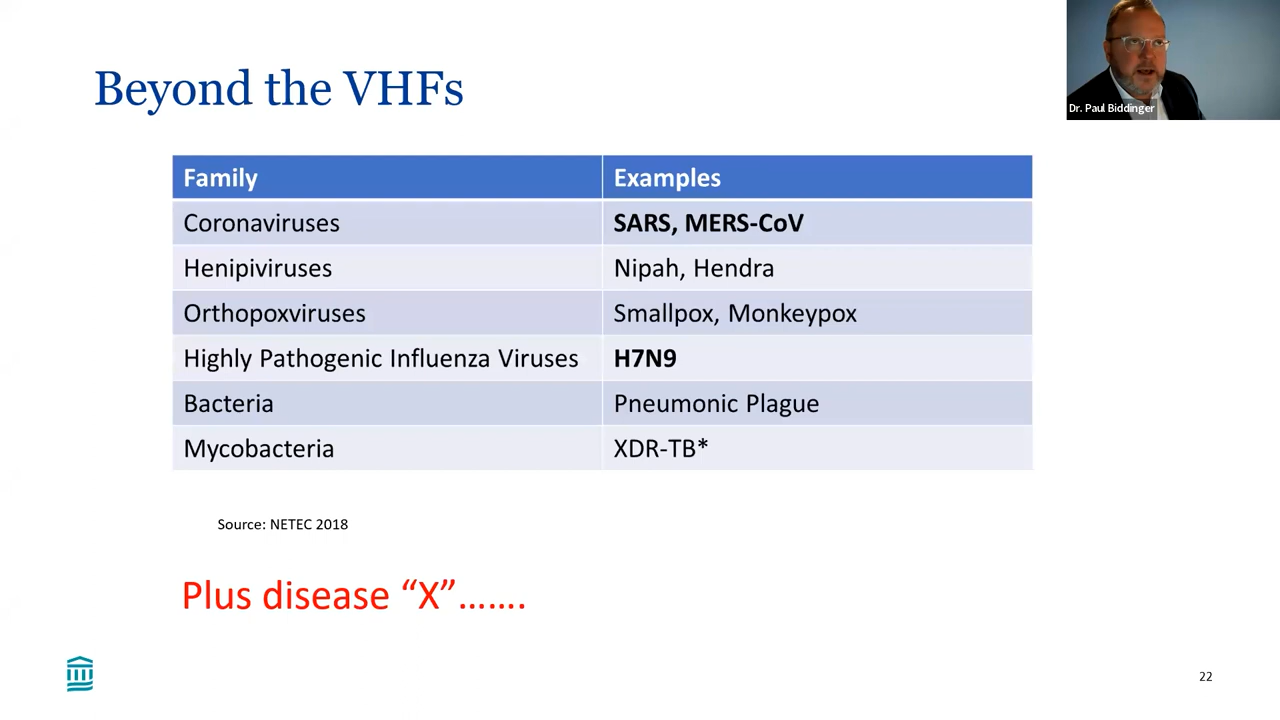 Beyond the VHFs
Dr. Paul Biddinger
Family Examples
Coronaviruses SARS, MERS-CoV
Henipiviruses Nipah, Hendra
Orthopoxviruses Smallpox, Monkeypox
Highly Pathogenic Influenza Viruses H7N9
Bacteria Pneumonic Plague
Mycobacteria XDR-TB*
Source: NETEC 2018
Plus disease “X”…….
22